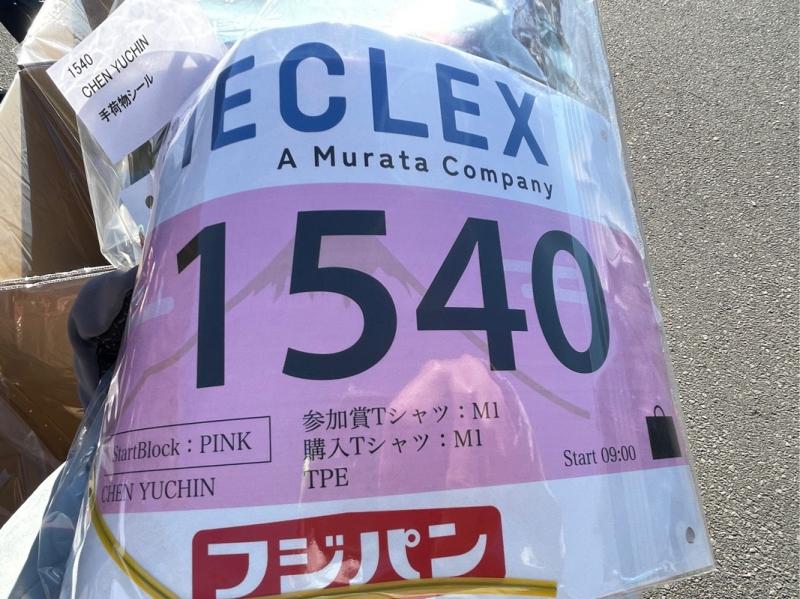 1540
CHEN YUCHIN
手荷物シール
ECLEX
A Murata Company
1540
StartBlock：PINK
参加賞Tシャツ：M1
購入Tシャツ：M1
Start 09:00
CHEN YUCHIN
TPE
フジパン